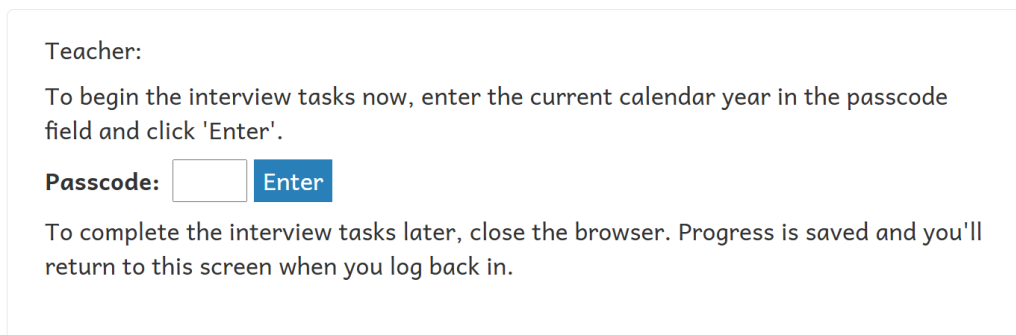 Teacher:
To begin the interview tasks now, enter the current calendar year in the passcode
field and click 'Enter'.
Passcode: Enter
To complete the interview tasks later, close the browser. Progress is saved and you'll
return to this screen when you log back in.